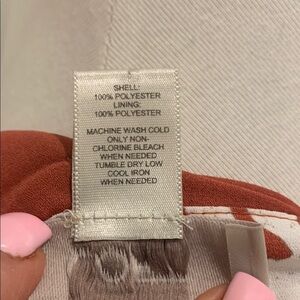 SHELL:
100% POLYESTER
LINING:
100% POLYESTER
MACHINE WASH COLD
ONLY NON-
CHLORINE BLEACH
WHEN NEEDED
TUMBLE DRY LOW
COOL IRON
WHEN NEEDED